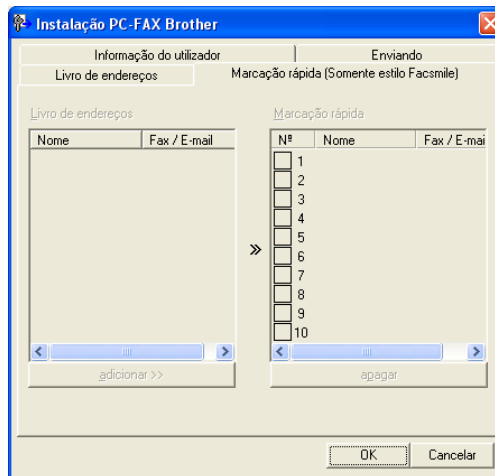 Instalação PC-FAX Brother
Informação do utilizador
Enviando
Livro de endereços
Marcação rápida (Somente estilo Facsmile)
Livro de endereços
Marcação rápida
Nome Fax / E-mail
Nº Nome Fax / E-mai
1
2
3
4
5
6
7
8
9
10
adicionar >>
apagar
OK
Cancelar